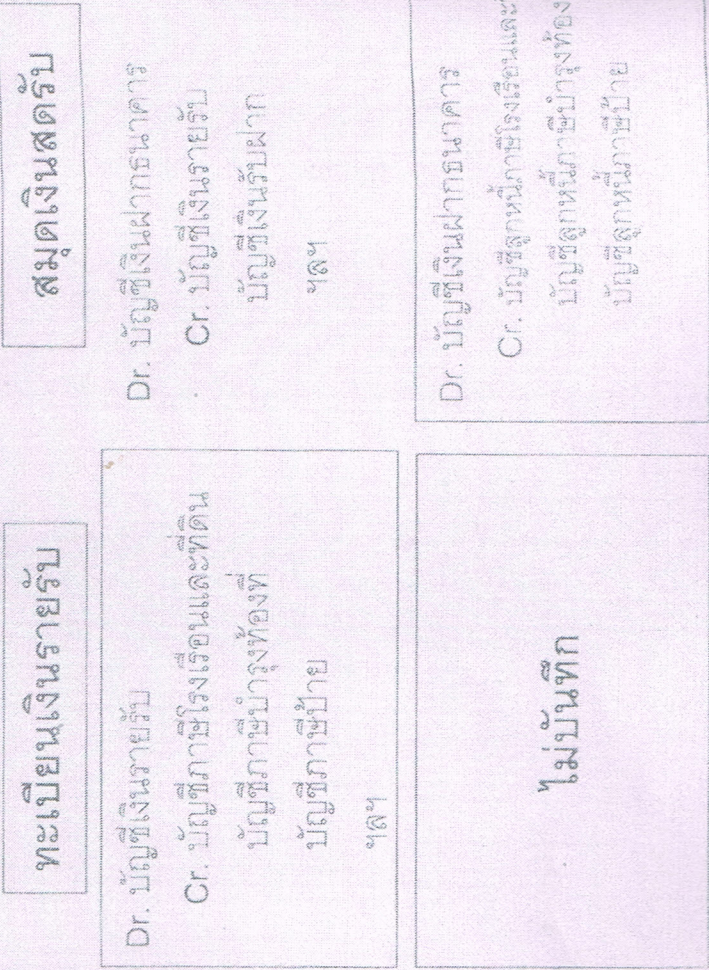 ทะเบียนเงินรายรับ
Dr. บัญชีเงินรายรับ
Cr. บัญชีภาษีโรงเรือนและที่ดิน
บัญชีภาษีบำรุงท้องที่
บัญชีภาษีป้าย
ฯลฯ
ไม่บันทึก
สมุดเงินสดรับ
Dr. บัญชีเงินฝากธนาคาร
Cr. บัญชีเงินรายรับ
บัญชีเงินรับฝาก
ฯลฯ
Dr. บัญชีเงินฝากธนาคาร
Cr. บัญชีลูกหนี้ภาษีโรงเรือนและ
บัญชีลูกหนี้ภาษีบำรุงท้อง
บัญชีลูกหนี้ภาษีป้าย